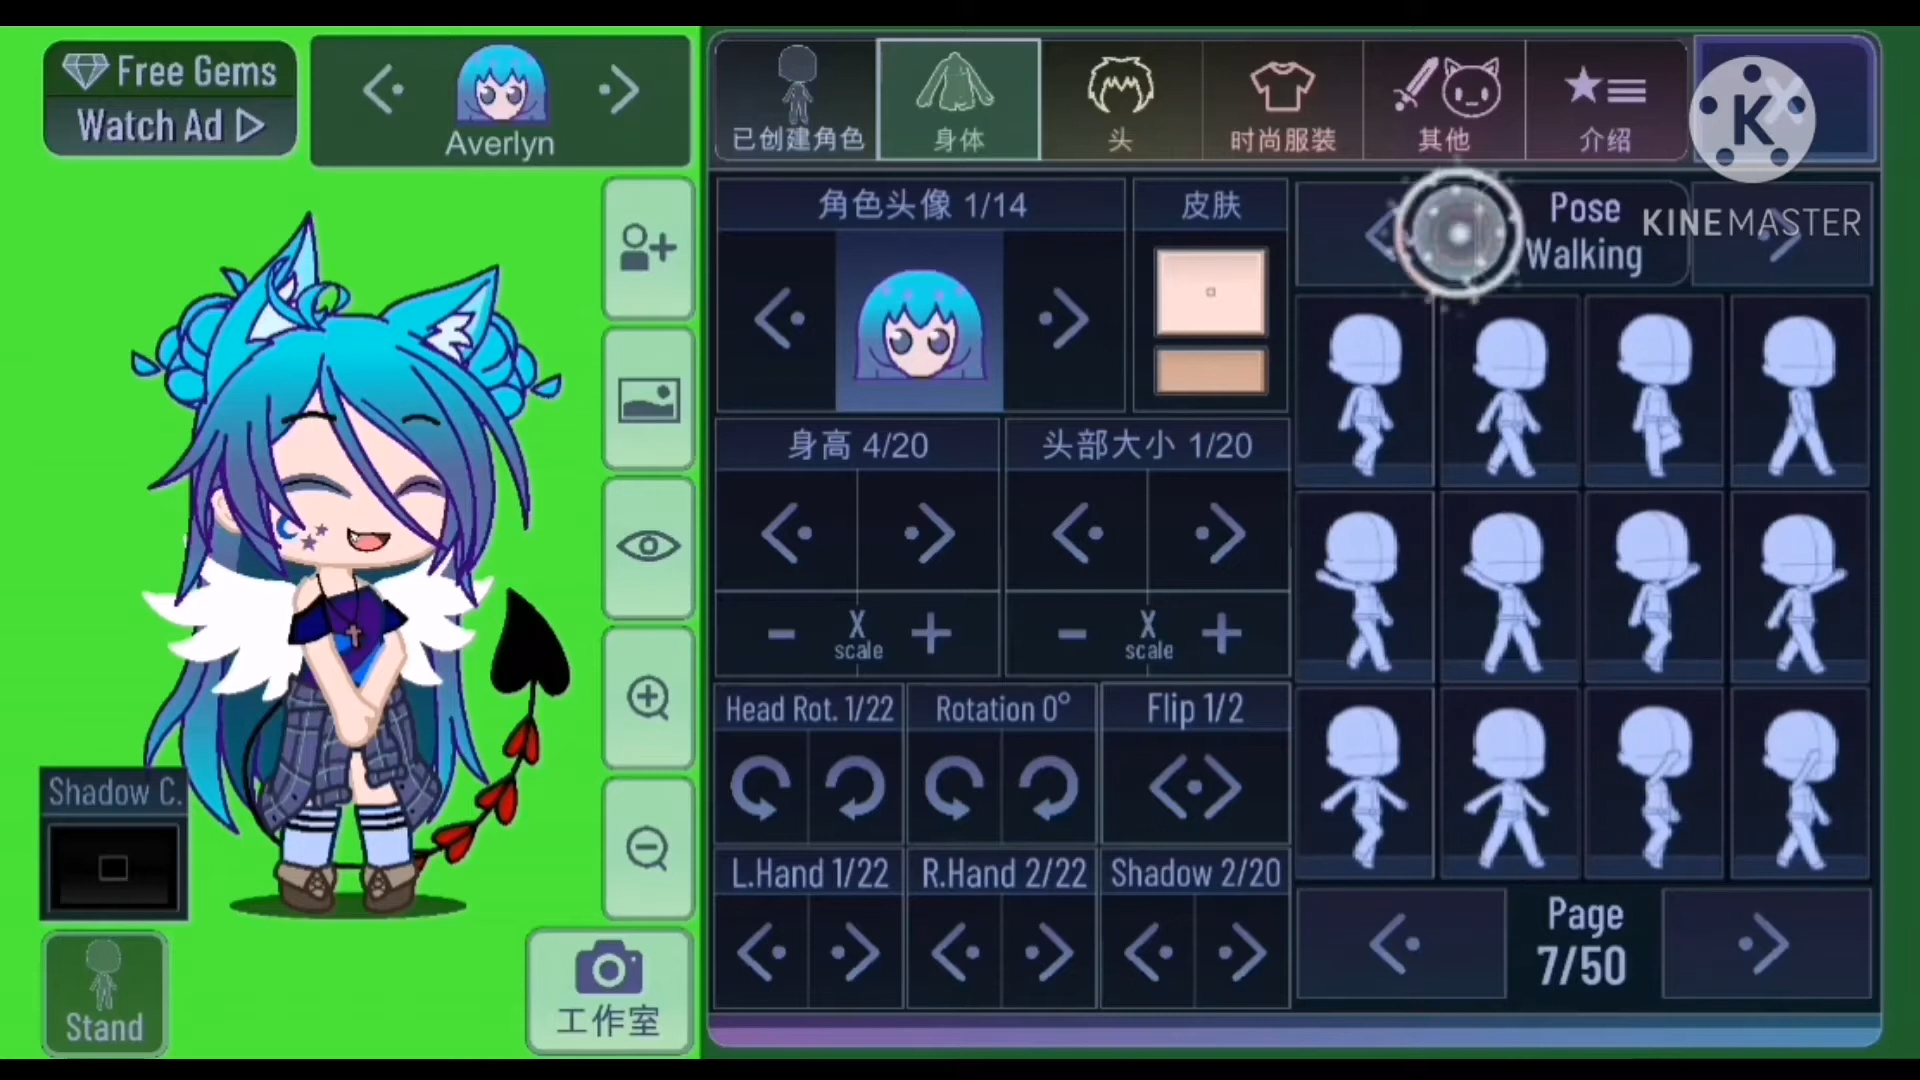 Free Gems
Watch Ad
Averlyn
已创建角色
身体
头
时尚服装
其他
介绍
K
KINEMASTER
角色头像 1/14
皮肤
Pose
Walking
身高 4/20
头部大小 1/20
X
scale
X
scale
Head Rot. 1/22
Rotation 0°
Flip 1/2
L.Hand 1/22
R.Hand 2/22
Shadow 2/20
Shadow C.
Stand
工作室
Page
7/50